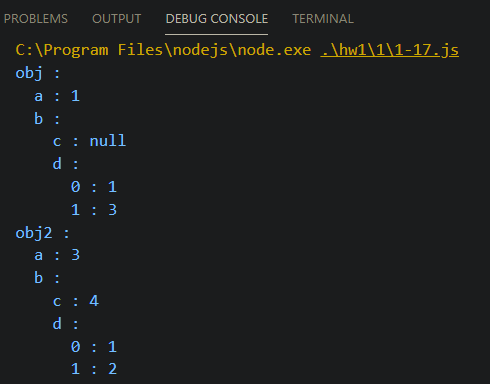 PROBLEMS OUTPUT DEBUG CONSOLE TERMINAL
C:\Program Files\nodejs\node.exe .\hw1\1\1-17.js
obj :
  a : 1
  b :
    c : null
    d :
      0 : 1
      1 : 3
obj2 :
  a : 3
  b :
    c : 4
    d :
      0 : 1
      1 : 2